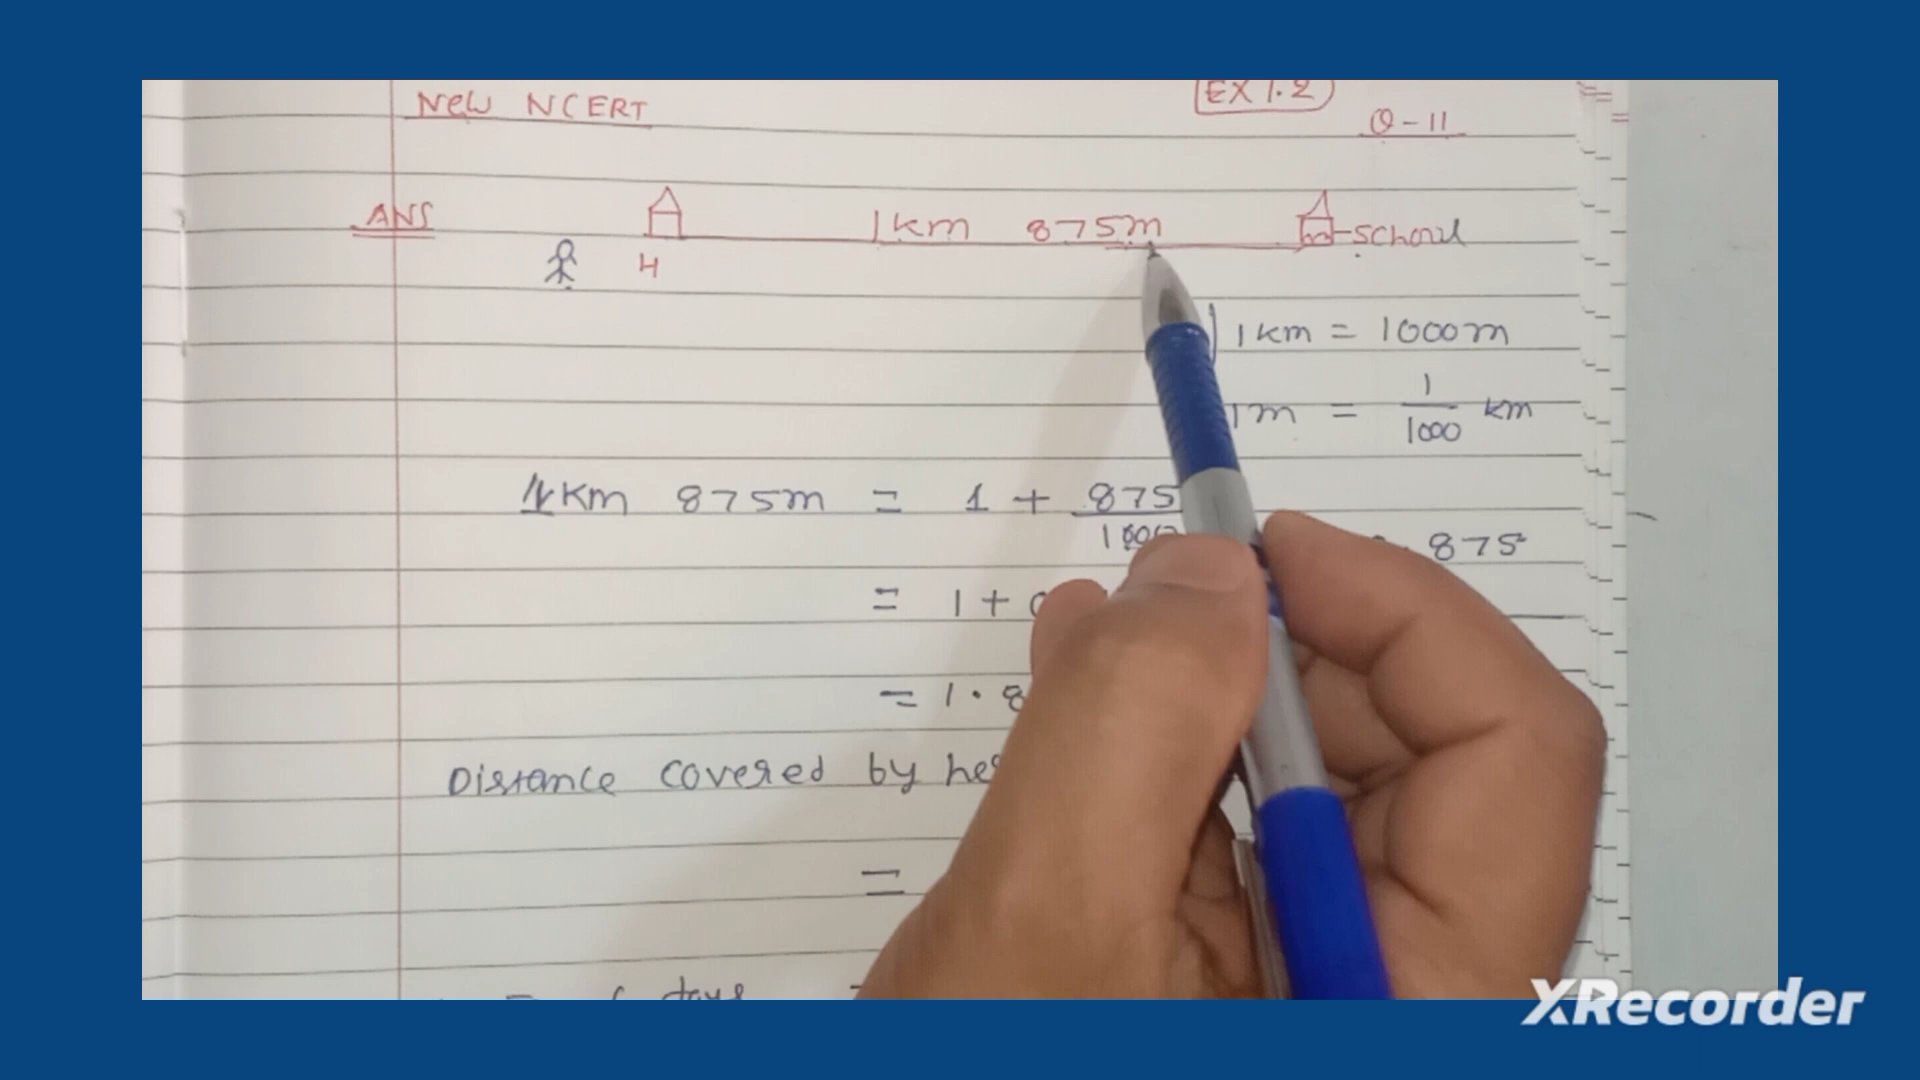 New NCERT
EX 1.2
Q-11
ANS
1km 875m
school
H
1km = 1000m
1m = 1/1000 km
1km 875m = 1 + 875/1000
875
= 1 +
= 1.8
Distance covered by he
=
days
XRecorder